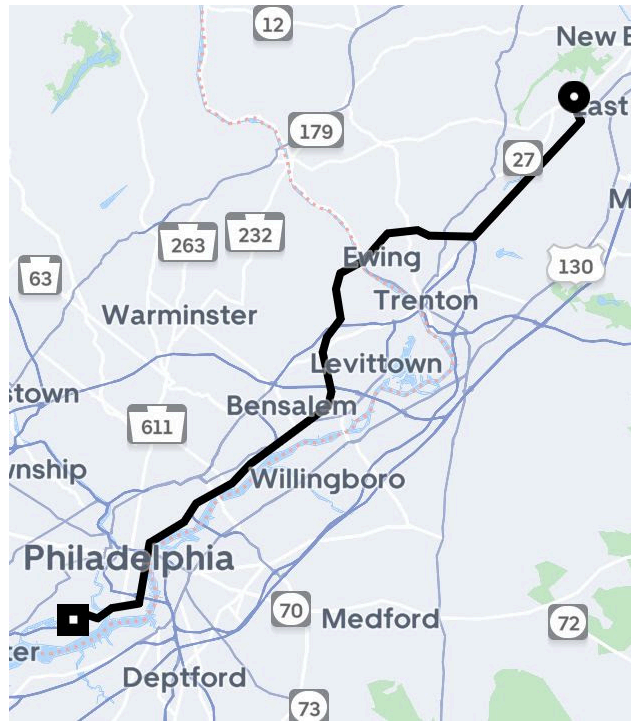 12
New B
East
179
27
M
232
263
Ewing
130
63
Trenton
Warminster
Levittown
stown
Bensalem
611
wnship
Willingboro
Philadelphia
70
Medford
72
ter
Deptford
73